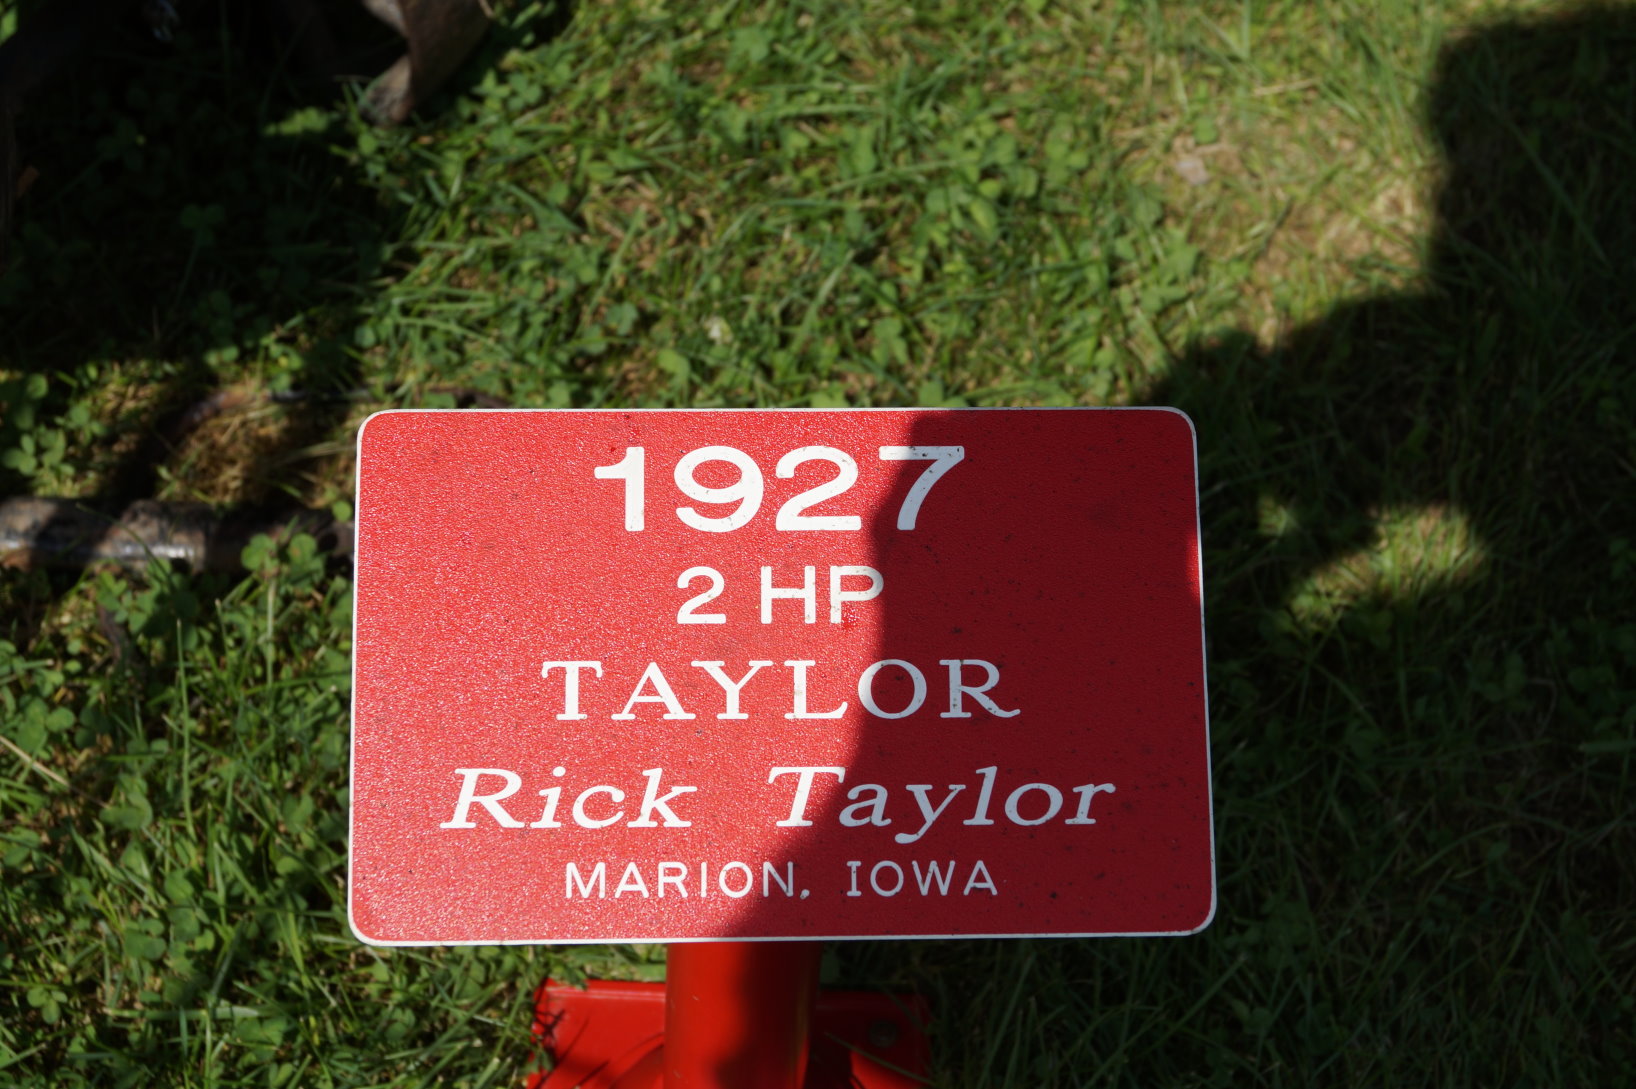 1927
2 HP
TAYLOR
Rick Taylor
MARION, IOWA